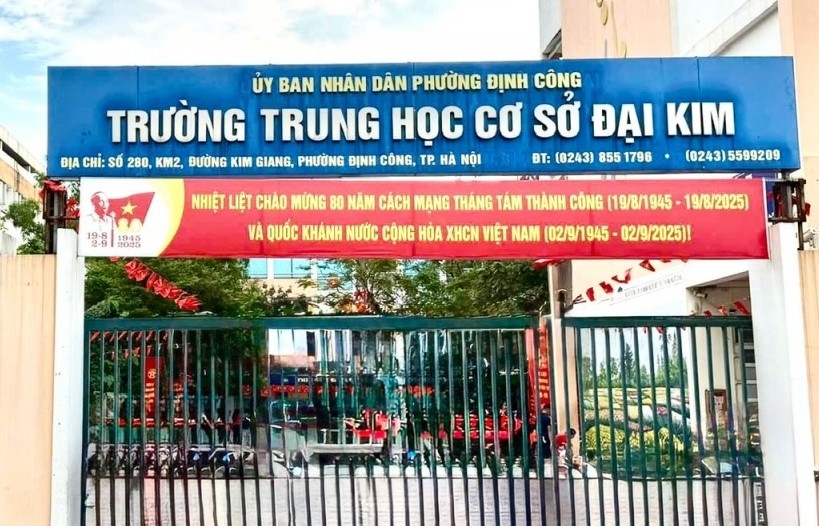 ỦY BAN NHÂN DÂN PHƯỜNG ĐỊNH CÔNG
TRƯỜNG TRUNG HỌC CƠ SỞ ĐẠI KIM
ĐỊA CHỈ: SỐ 280, KM2, ĐƯỜNG KIM GIANG, PHƯỜNG ĐỊNH CÔNG, TP. HÀ NỘI ĐT: (0243) 855 1796 • (0243) 5599209
NHIỆT LIỆT CHÀO MỪNG 80 NĂM CÁCH MẠNG THÁNG TÁM THÀNH CÔNG (19/8/1945 - 19/8/2025)
VÀ QUỐC KHÁNH NƯỚC CỘNG HÒA XHCN VIỆT NAM (02/9/1945 - 02/9/2025)!
19-8 1945
2-9 2025